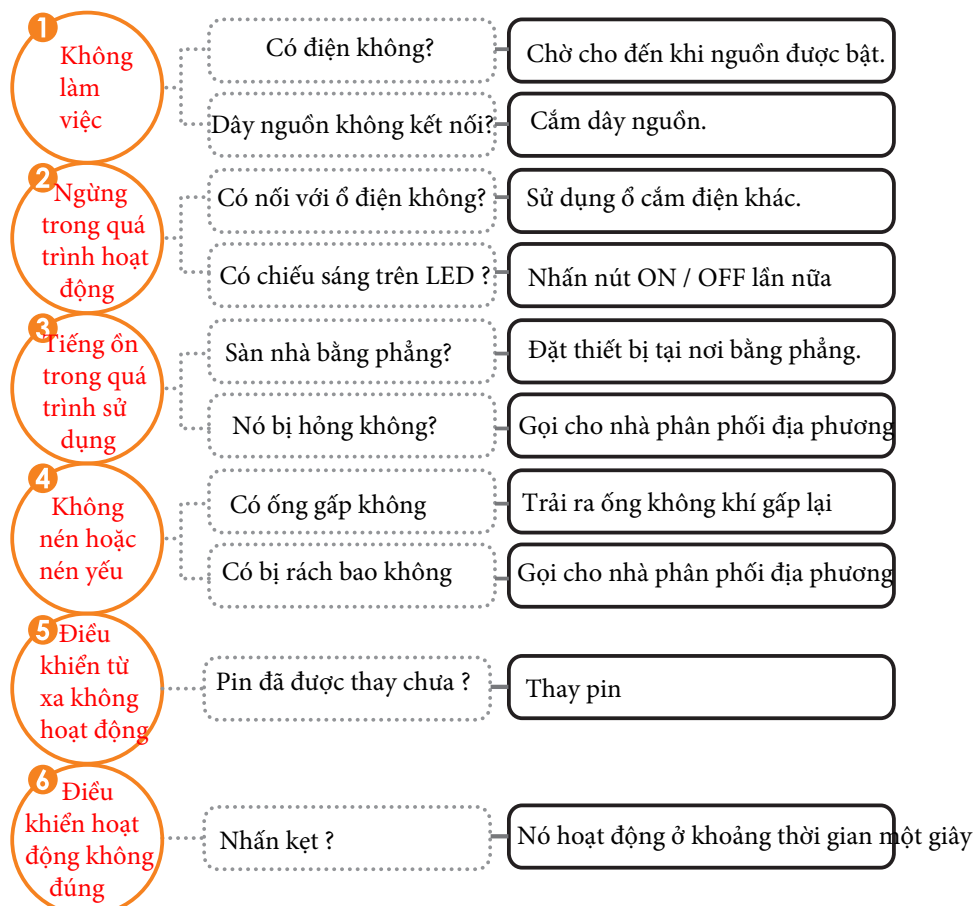 1
Không
làm
việc
Có điện không?
Chờ cho đến khi nguồn được bật.
Dây nguồn không kết nối?
Cắm dây nguồn.
2
Ngừng
trong quá
trình hoạt
động
Có nối với ổ điện không?
Sử dụng ổ cắm điện khác.
Có chiếu sáng trên LED ?
Nhấn nút ON / OFF lần nữa
3
Tiếng ồn
trong quá
trình sử
dụng
Sàn nhà bằng phẳng?
Đặt thiết bị tại nơi bằng phẳng.
Nó bị hỏng không?
Gọi cho nhà phân phối địa phương
4
Không
nén hoặc
nén yếu
Có ống gấp không
Trải ra ống không khí gấp lại
Có bị rách bao không
Gọi cho nhà phân phối địa phương
5
Điều
khiển từ
xa không
hoạt động
Pin đã được thay chưa ?
Thay pin
6
Điều
khiển hoạt
động không
đúng
Nhấn kẹt ?
Nó hoạt động ở khoảng thời gian một giây